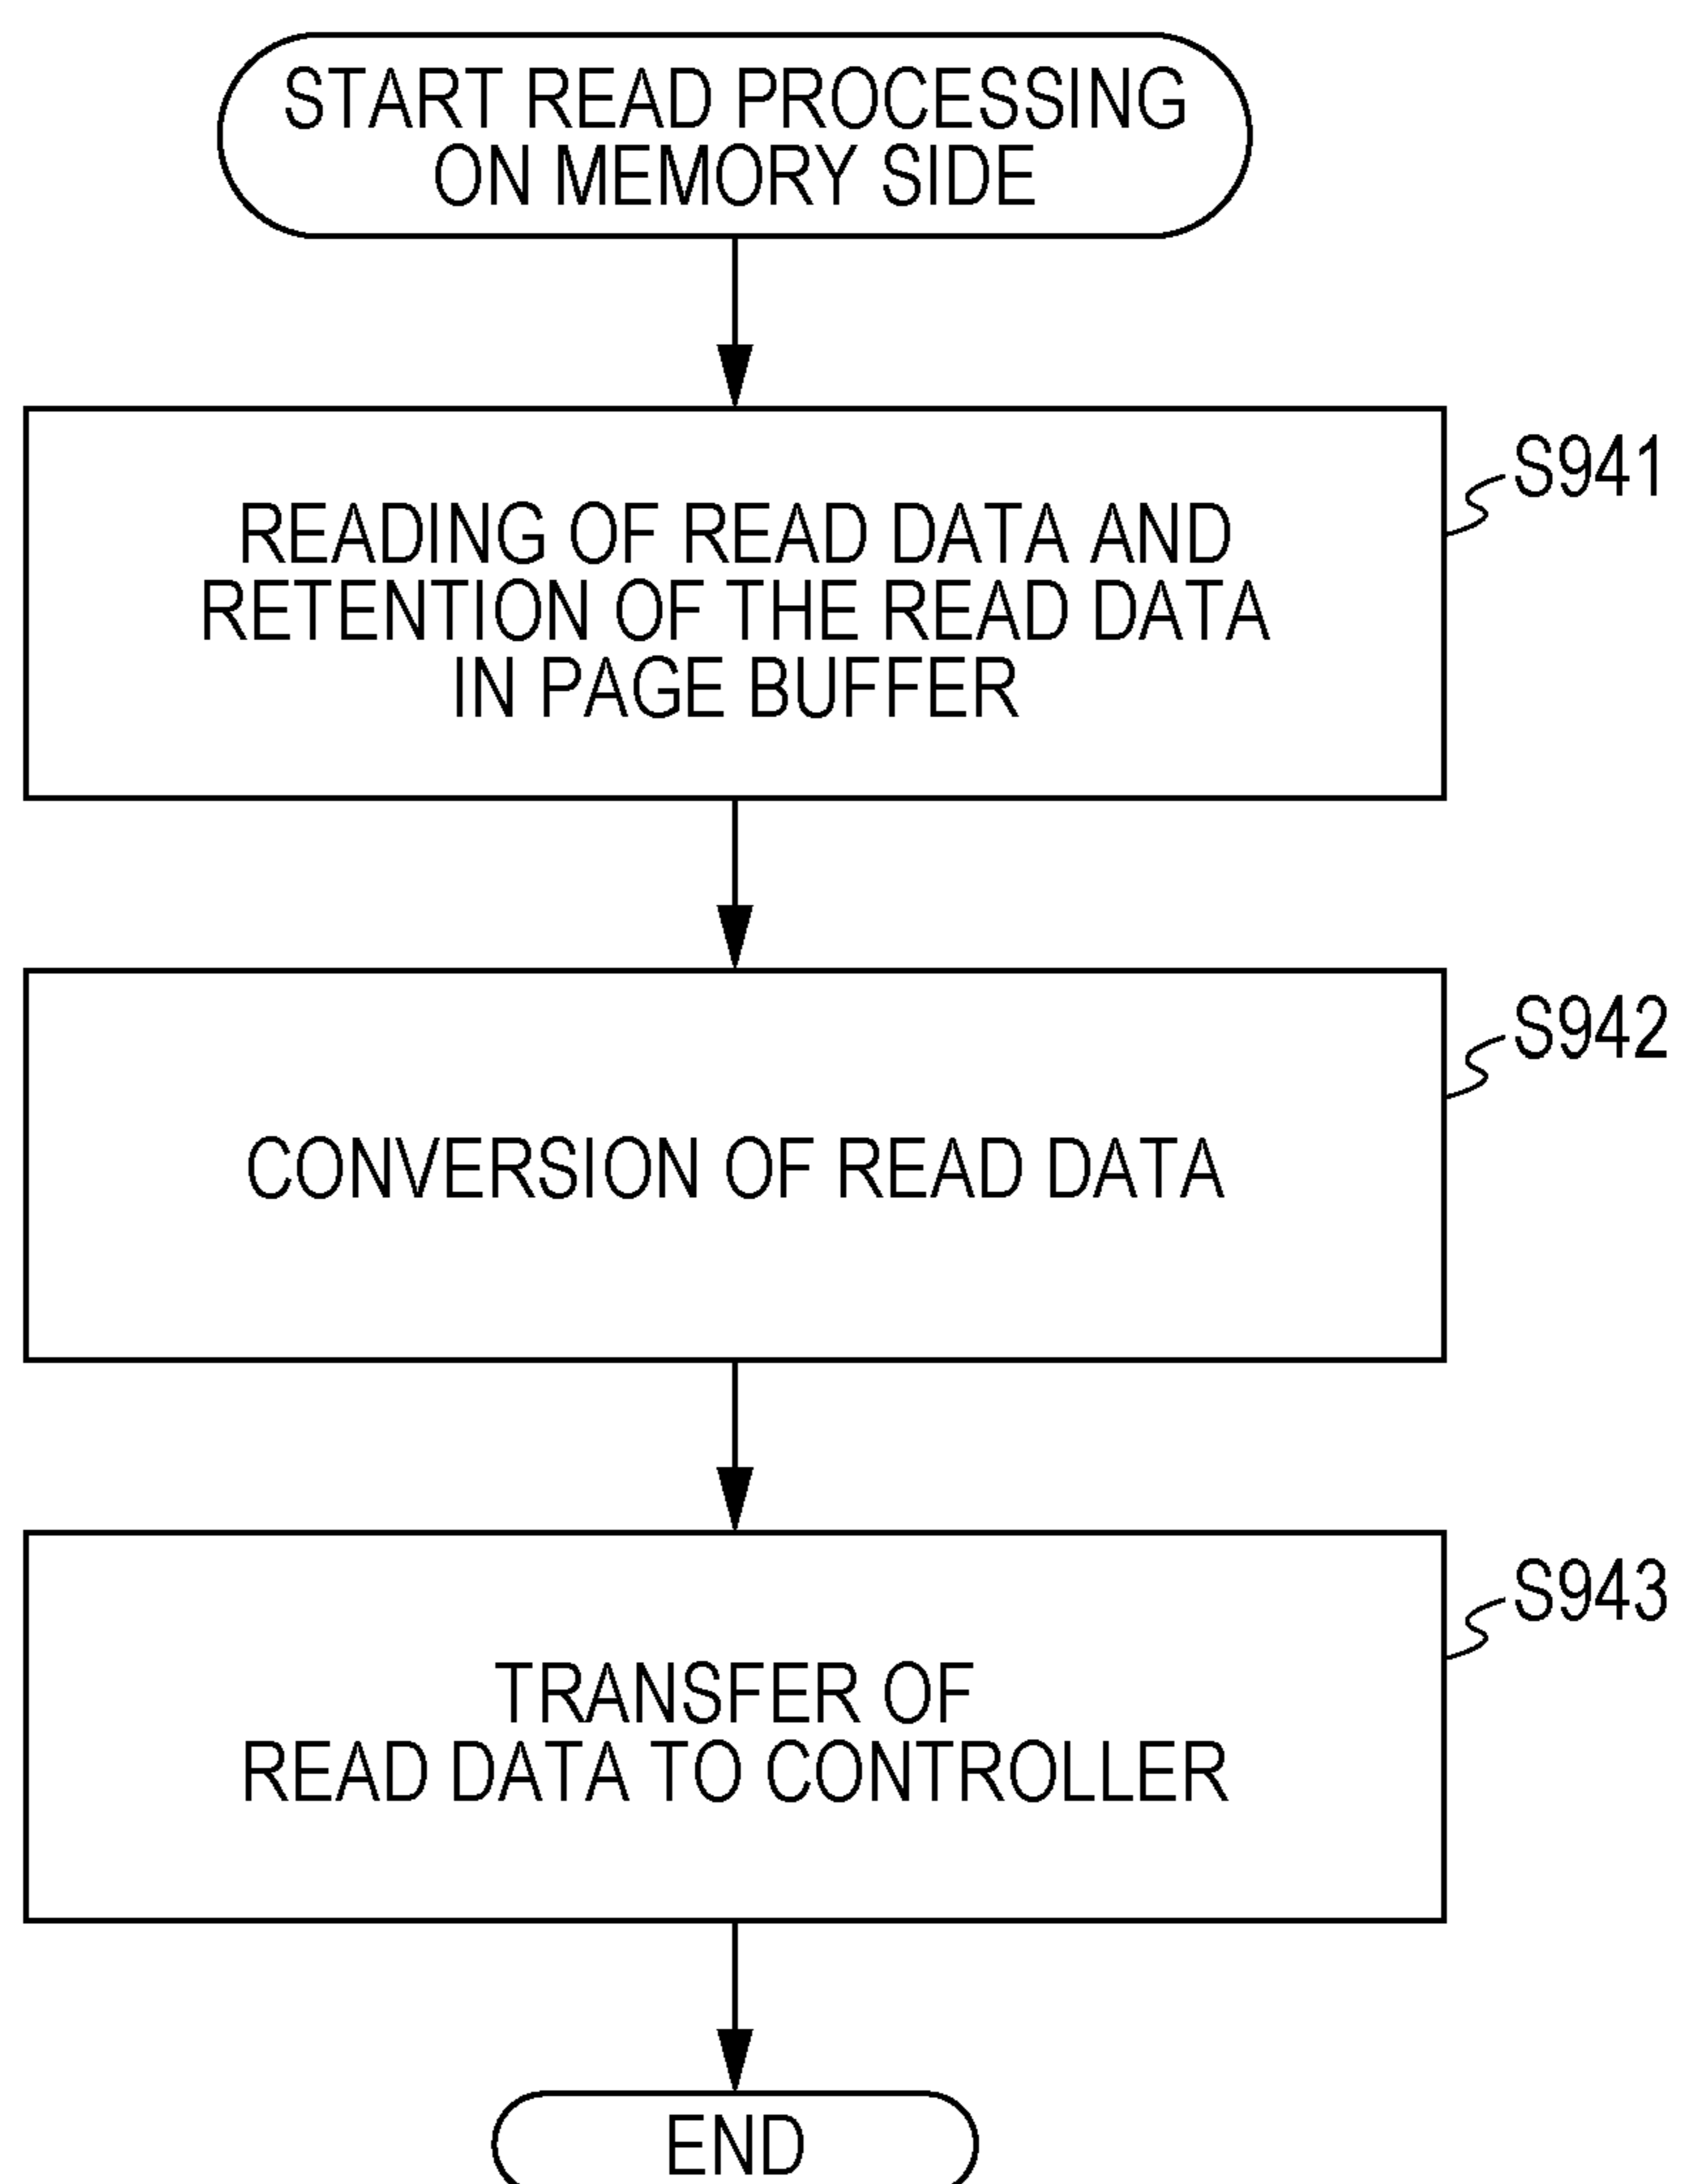 START READ PROCESSING
ON MEMORY SIDE
S941
READING OF READ DATA AND
RETENTION OF THE READ DATA
IN PAGE BUFFER
S942
CONVERSION OF READ DATA
S943
TRANSFER OF
READ DATA TO CONTROLLER
END